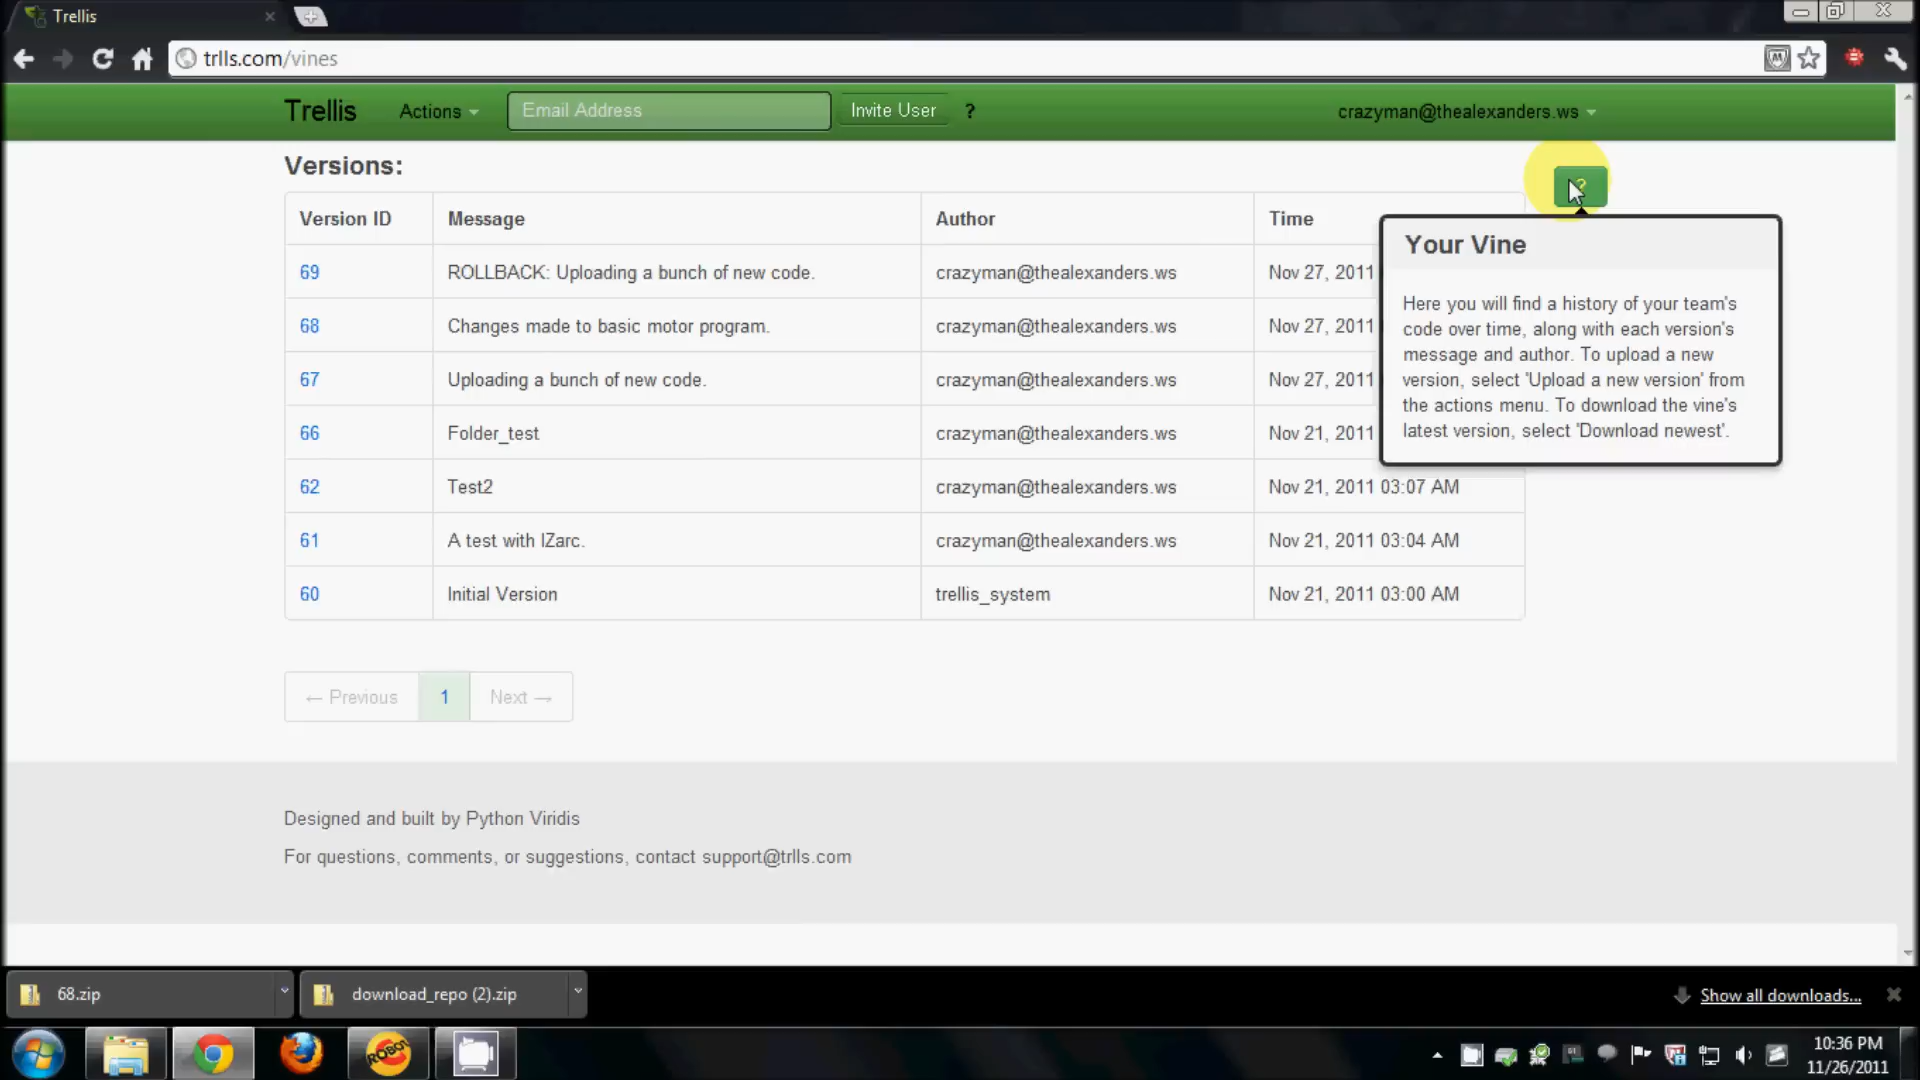 Trellis
trlls.com/vines
Trellis Actions Email Address Invite User ? crazyman@thealexanders.ws
Versions:
?
Version ID Message Author Time
69 ROLLBACK: Uploading a bunch of new code. crazyman@thealexanders.ws Nov 27, 2011
68 Changes made to basic motor program. crazyman@thealexanders.ws Nov 27, 2011
67 Uploading a bunch of new code. crazyman@thealexanders.ws Nov 27, 2011
66 Folder_test crazyman@thealexanders.ws Nov 21, 2011
62 Test2 crazyman@thealexanders.ws Nov 21, 2011 03:07 AM
61 A test with IZarc. crazyman@thealexanders.ws Nov 21, 2011 03:04 AM
60 Initial Version trellis_system Nov 21, 2011 03:00 AM
Your Vine
Here you will find a history of your team's
code over time, along with each version's
message and author. To upload a new
version, select 'Upload a new version' from
the actions menu. To download the vine's
latest version, select 'Download newest'.
← Previous 1 Next →
Designed and built by Python Viridis
For questions, comments, or suggestions, contact support@trlls.com
68.zip download_repo (2).zip Show all downloads...
ROBOT
10:36 PM
11/26/2011